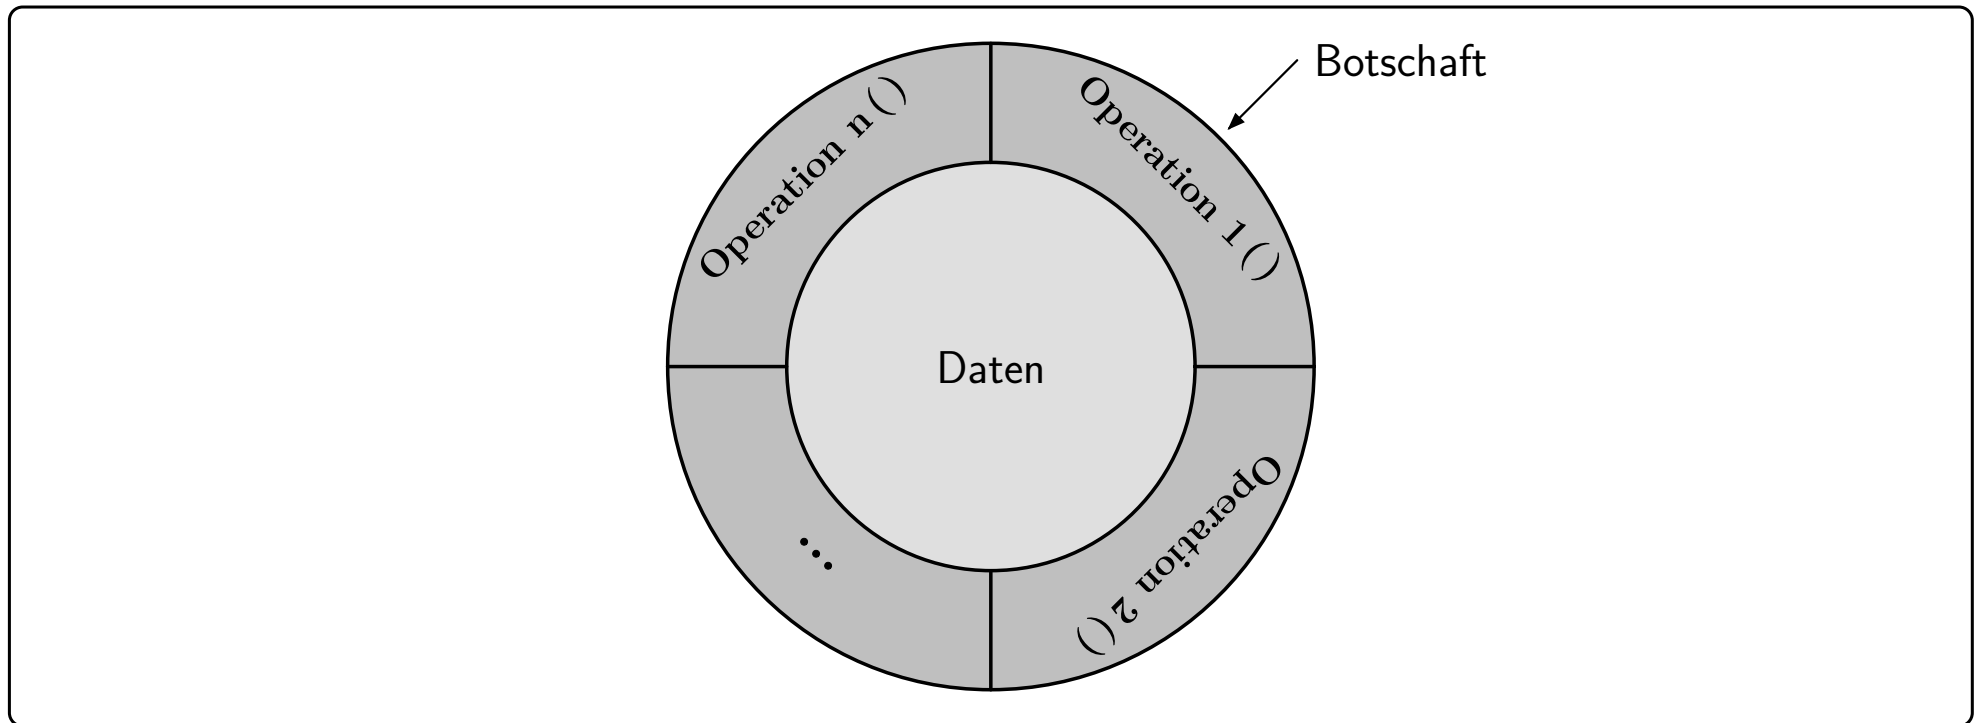 Botschaft
Operation n ()
Operation 1 ()
Daten
Operation 2 ()
...